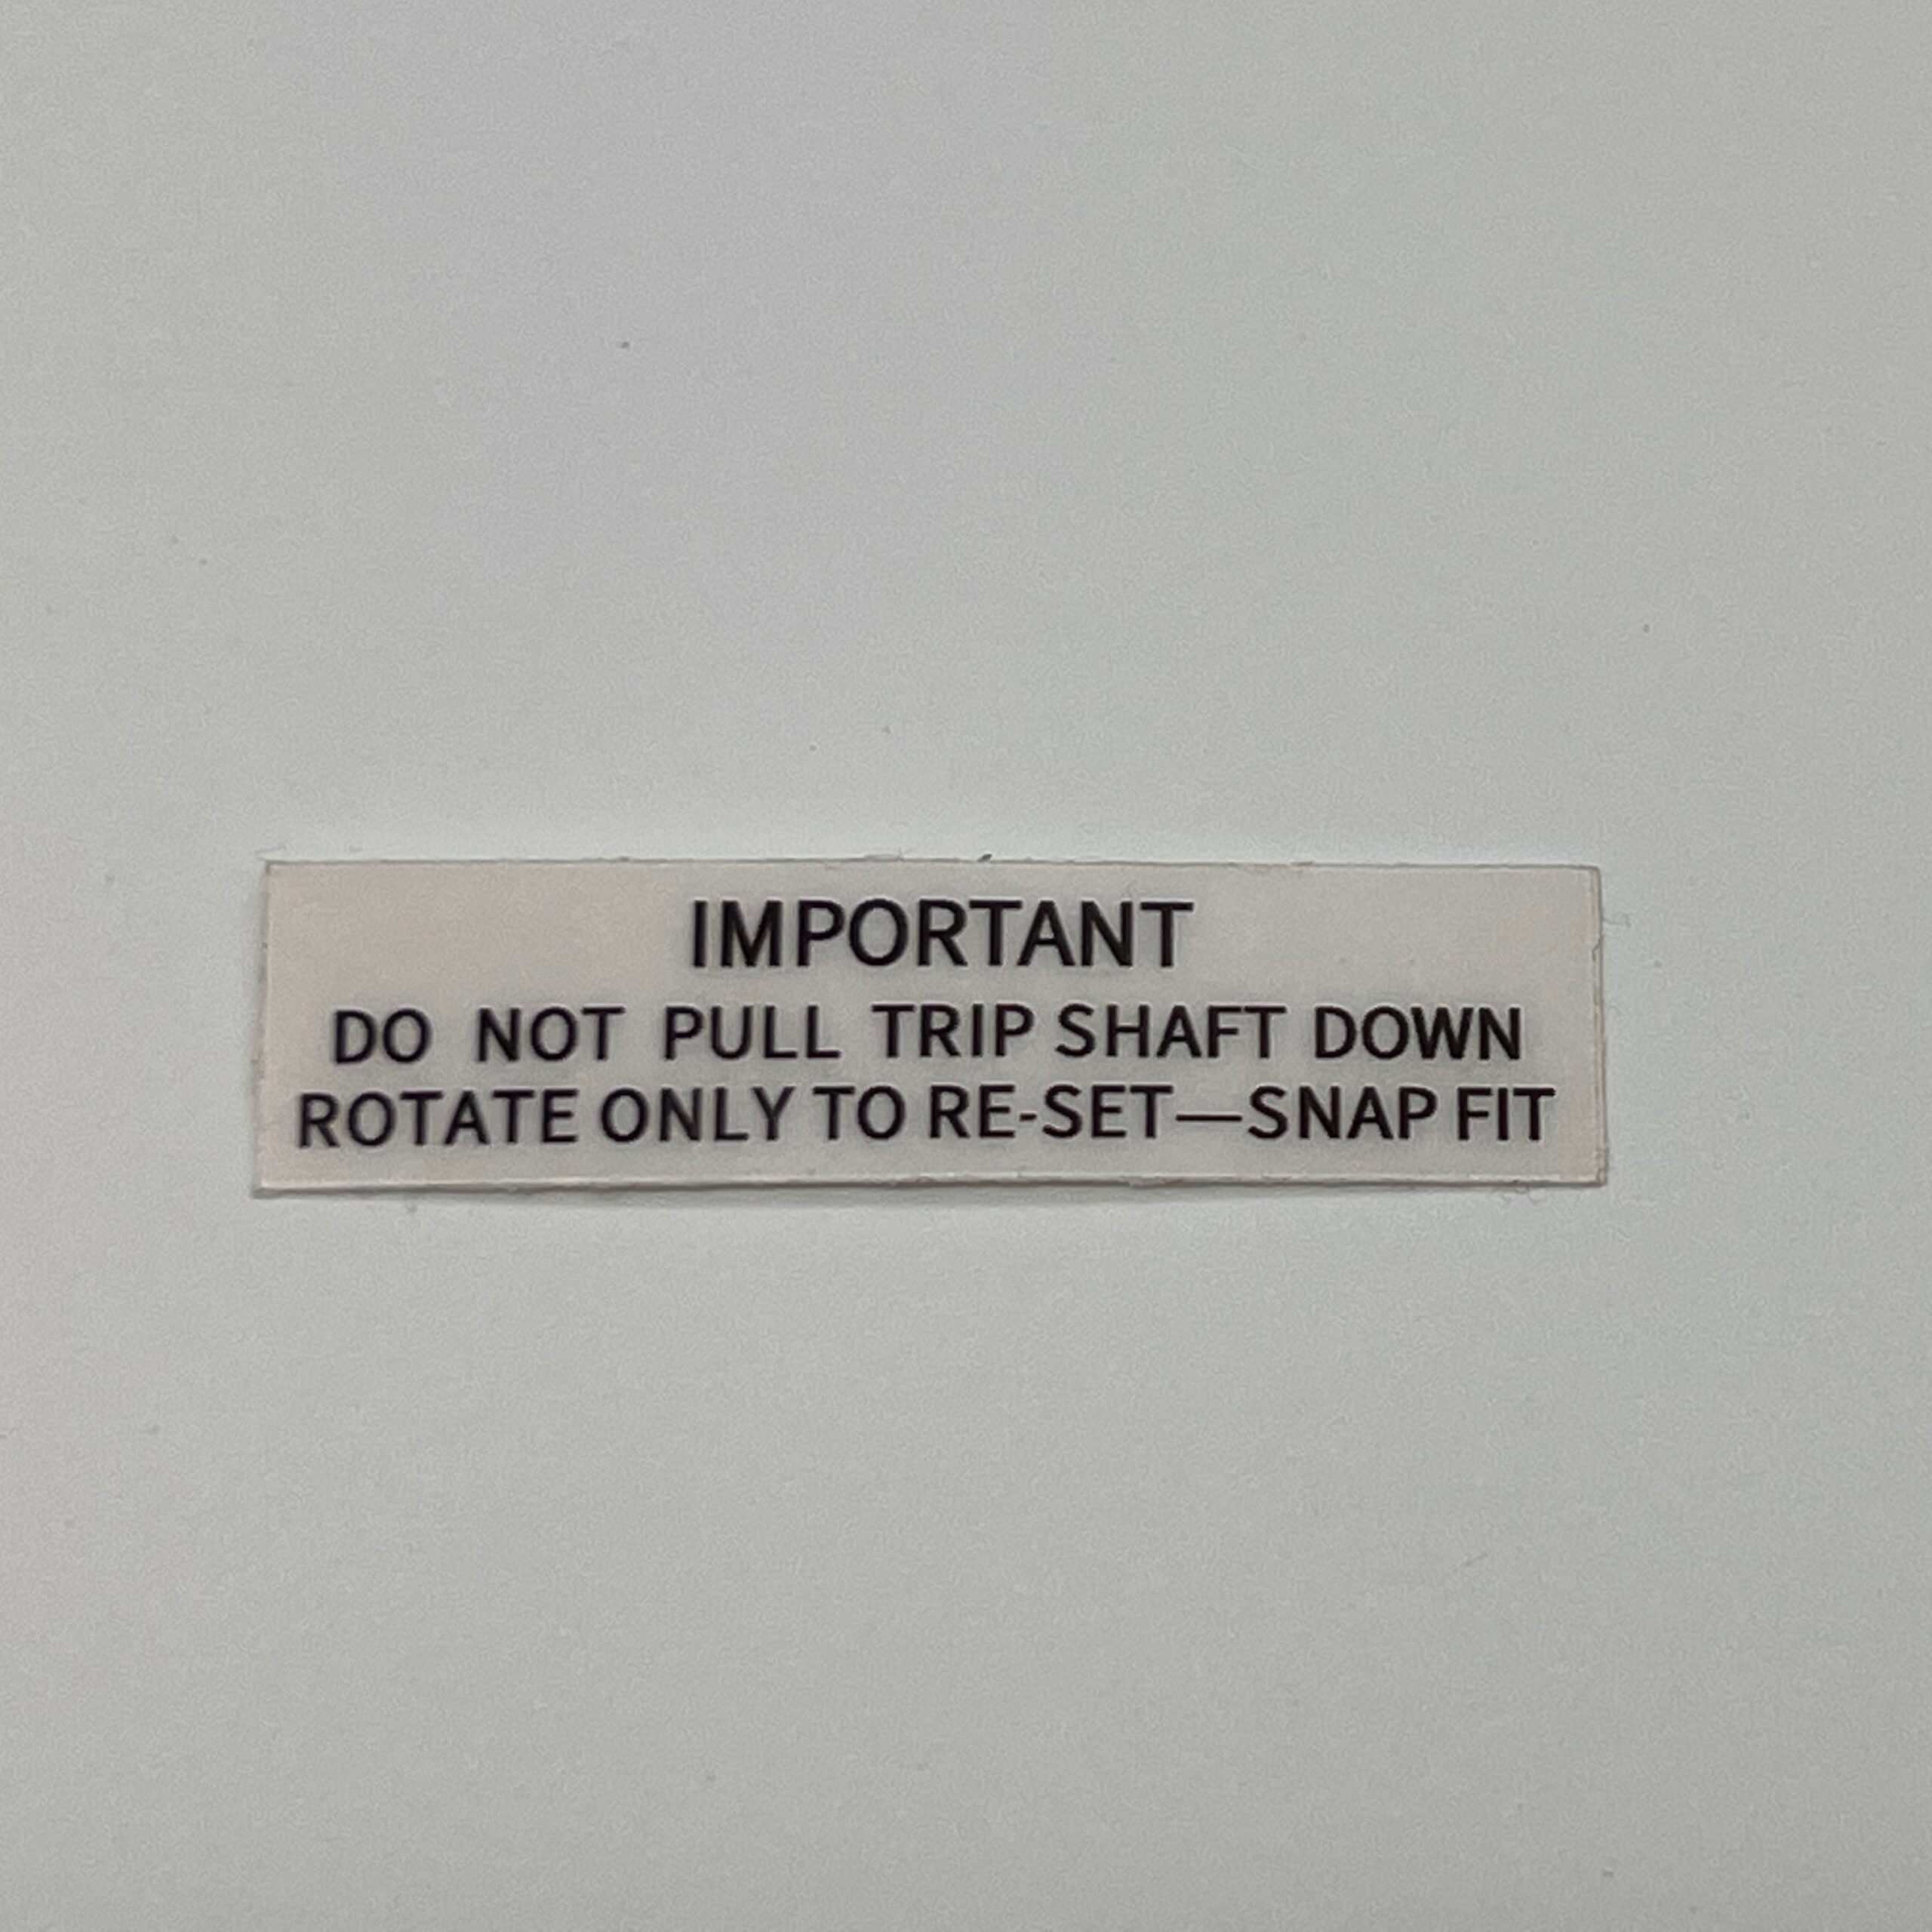 IMPORTANT
DO NOT PULL TRIP SHAFT DOWN
ROTATE ONLY TO RE-SET—SNAP FIT